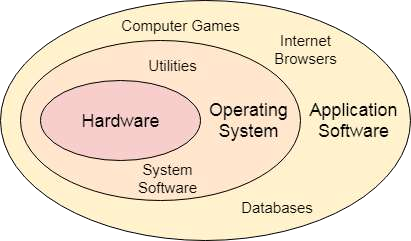 Computer Games
Internet
Browsers
Utilities
Hardware
Operating
System
Application
Software
System
Software
Databases